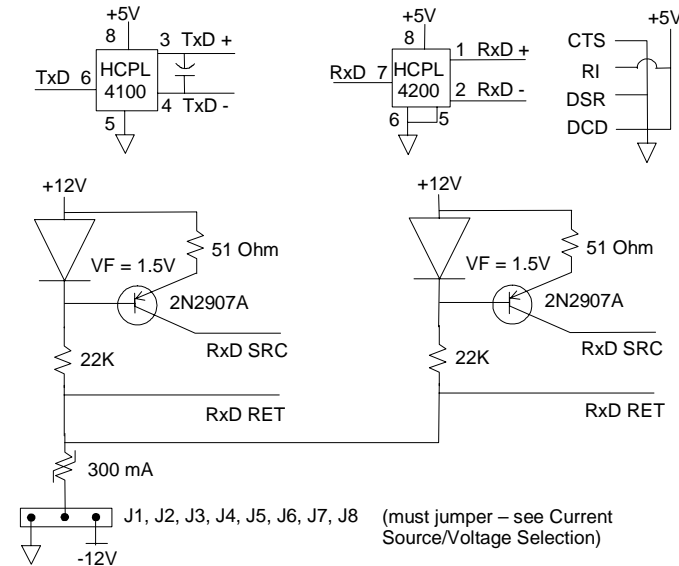 +5V
8
3 TxD +
TxD 6
HCPL
4100
4 TxD -
5
+5V
8
1 RxD +
RxD 7
HCPL
4200
2 RxD -
6 5
+5V
CTS
RI
DSR
DCD
+12V
51 Ohm
VF = 1.5V
2N2907A
RxD SRC
22K
RxD RET
+12V
51 Ohm
VF = 1.5V
2N2907A
RxD SRC
22K
RxD RET
300 mA
J1, J2, J3, J4, J5, J6, J7, J8
(must jumper – see Current
Source/Voltage Selection)
-12V